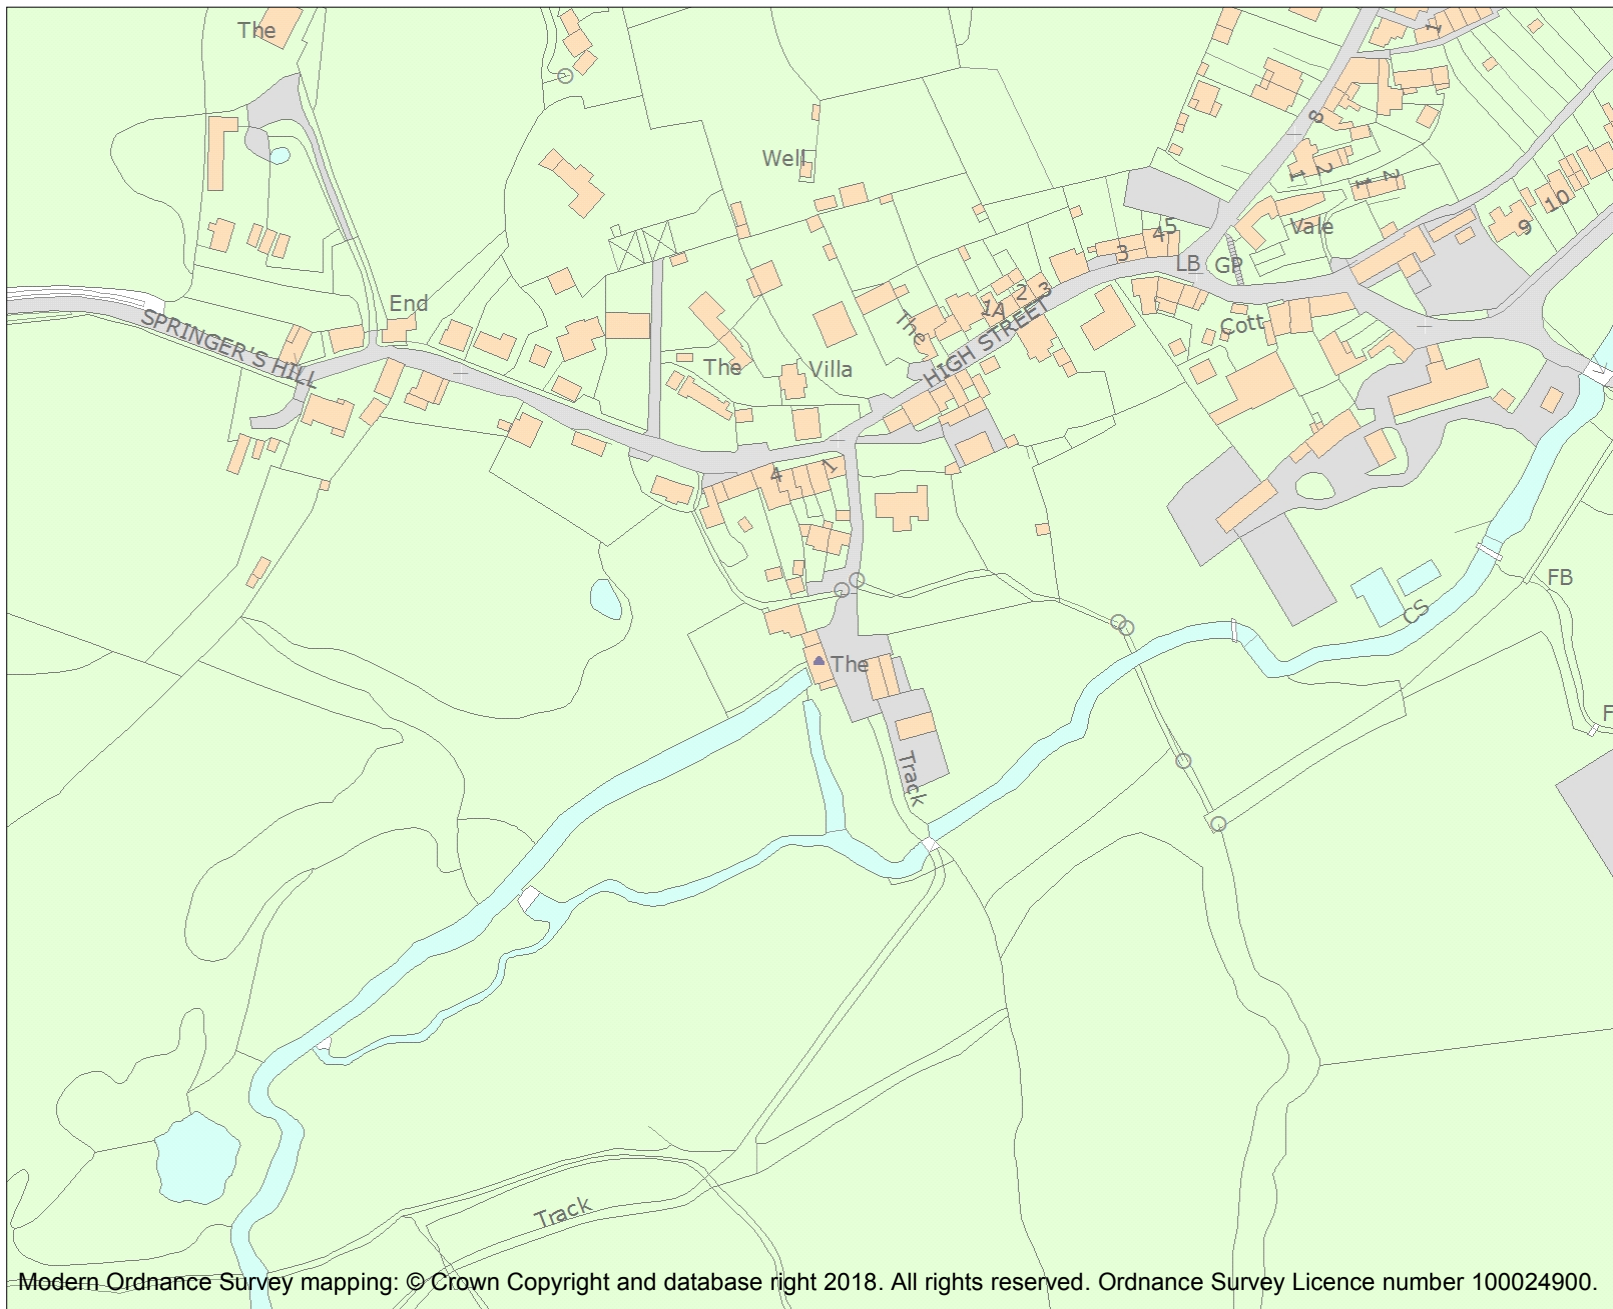 The
1
8
1
2
1
2
Well
10
9
Vale
4
5
3
LB
GP
End
2
3
1A
SPRINGER'S HILL
The
HIGH STREET
Cott
The
Villa
4
1
FB
CS
The
F
Track
Track
Modern Ordnance Survey mapping: © Crown Copyright and database right 2018. All rights reserved. Ordnance Survey Licence number 100024900.